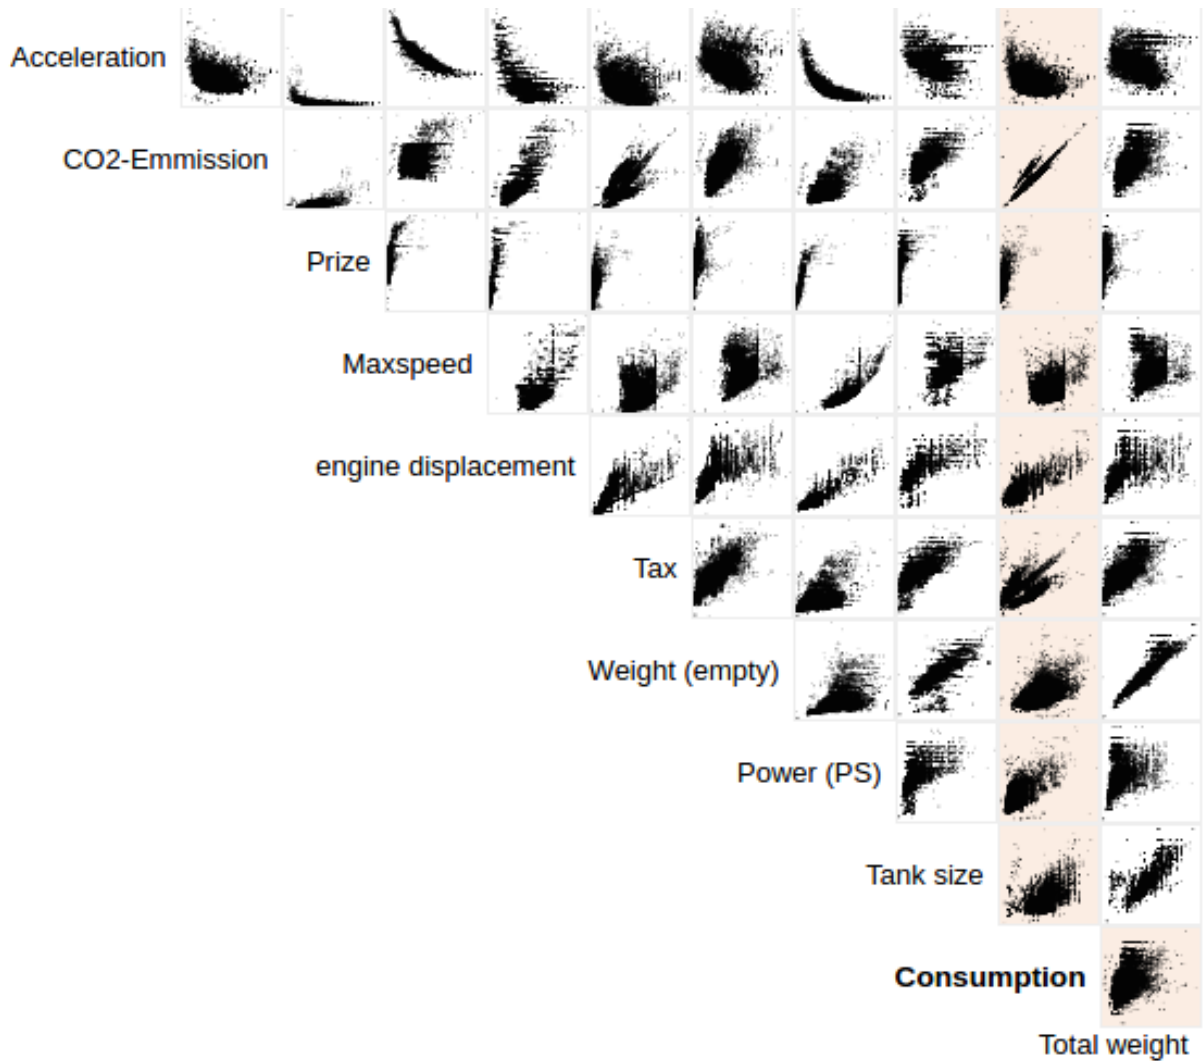 Acceleration
CO2-Emmission
Prize
Maxspeed
engine displacement
Tax
Weight (empty)
Power (PS)
Tank size
Consumption
Total weight